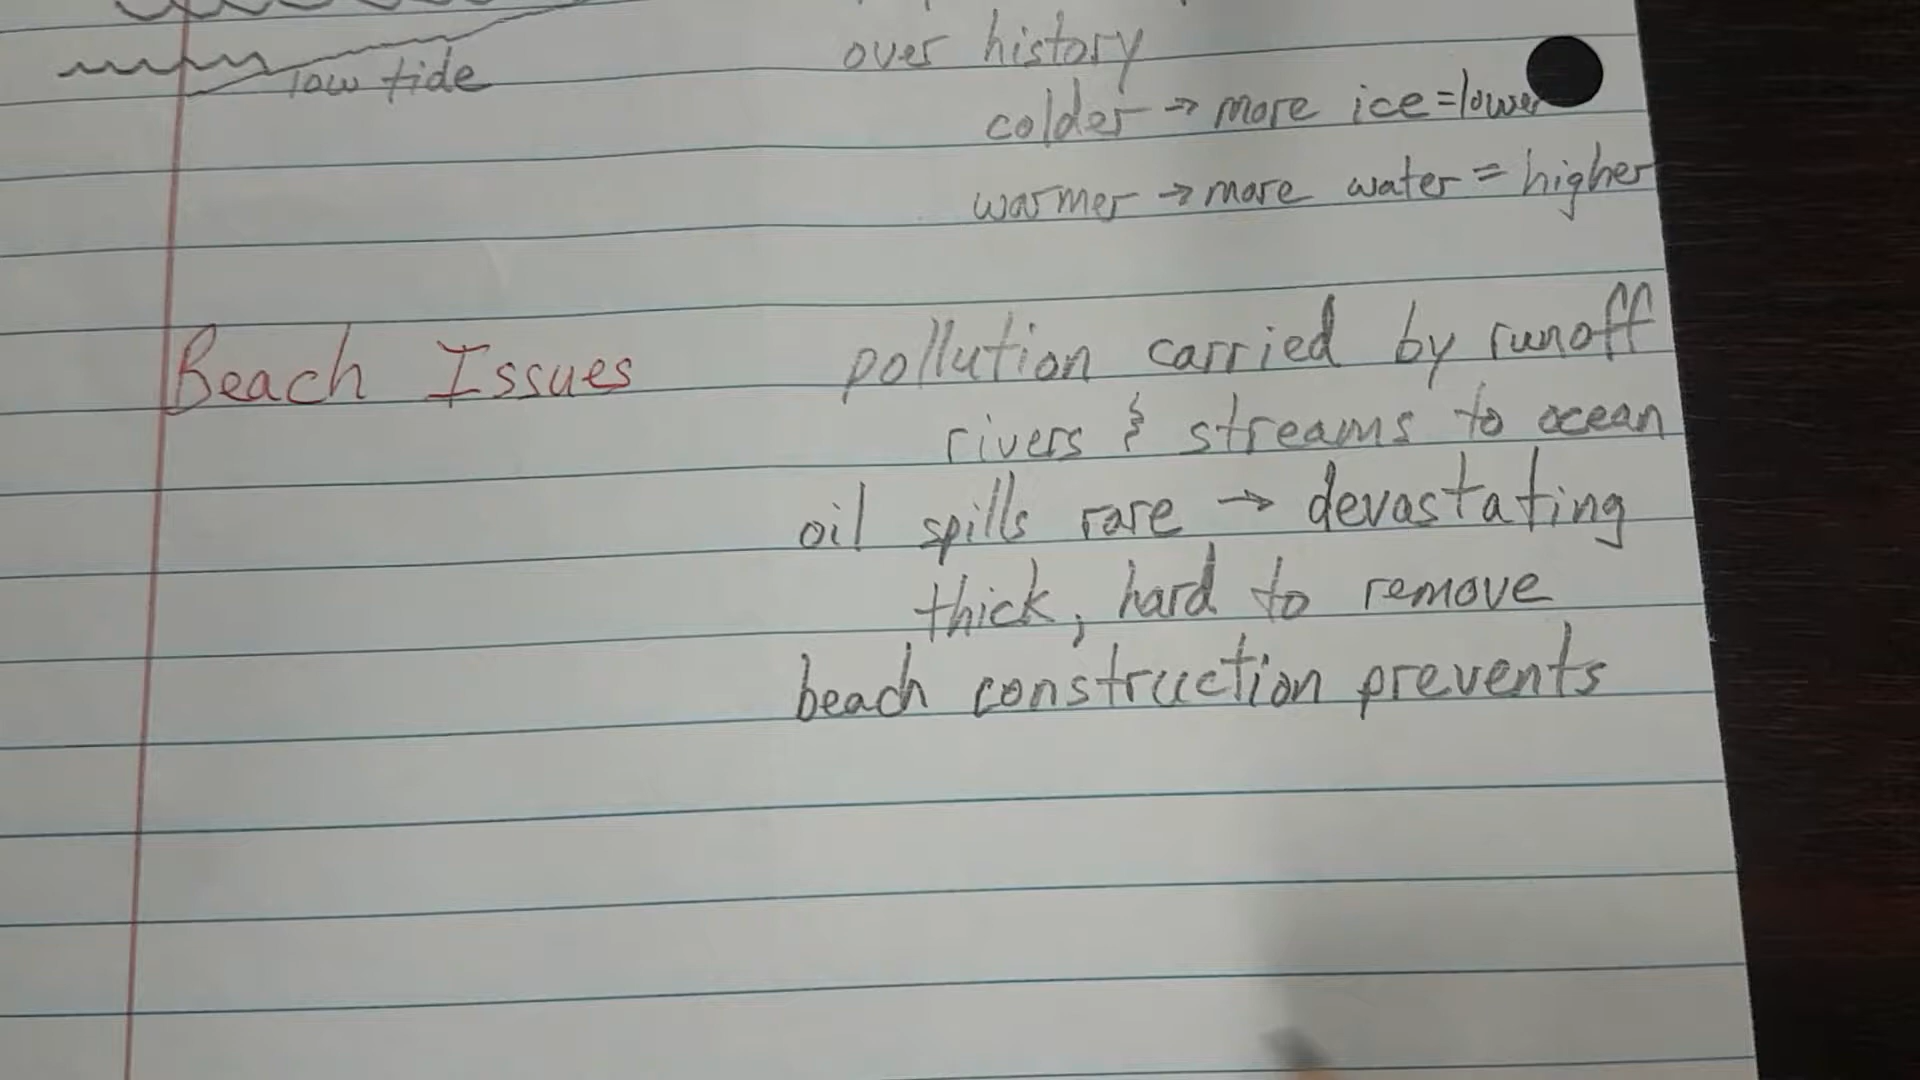 over history
low tide
colder → more ice=lower
warmer → more water = higher
Beach Issues
pollution carried by runoff
rivers & streams to ocean
oil spills rare → devastating
thick, hard to remove
beach construction prevents